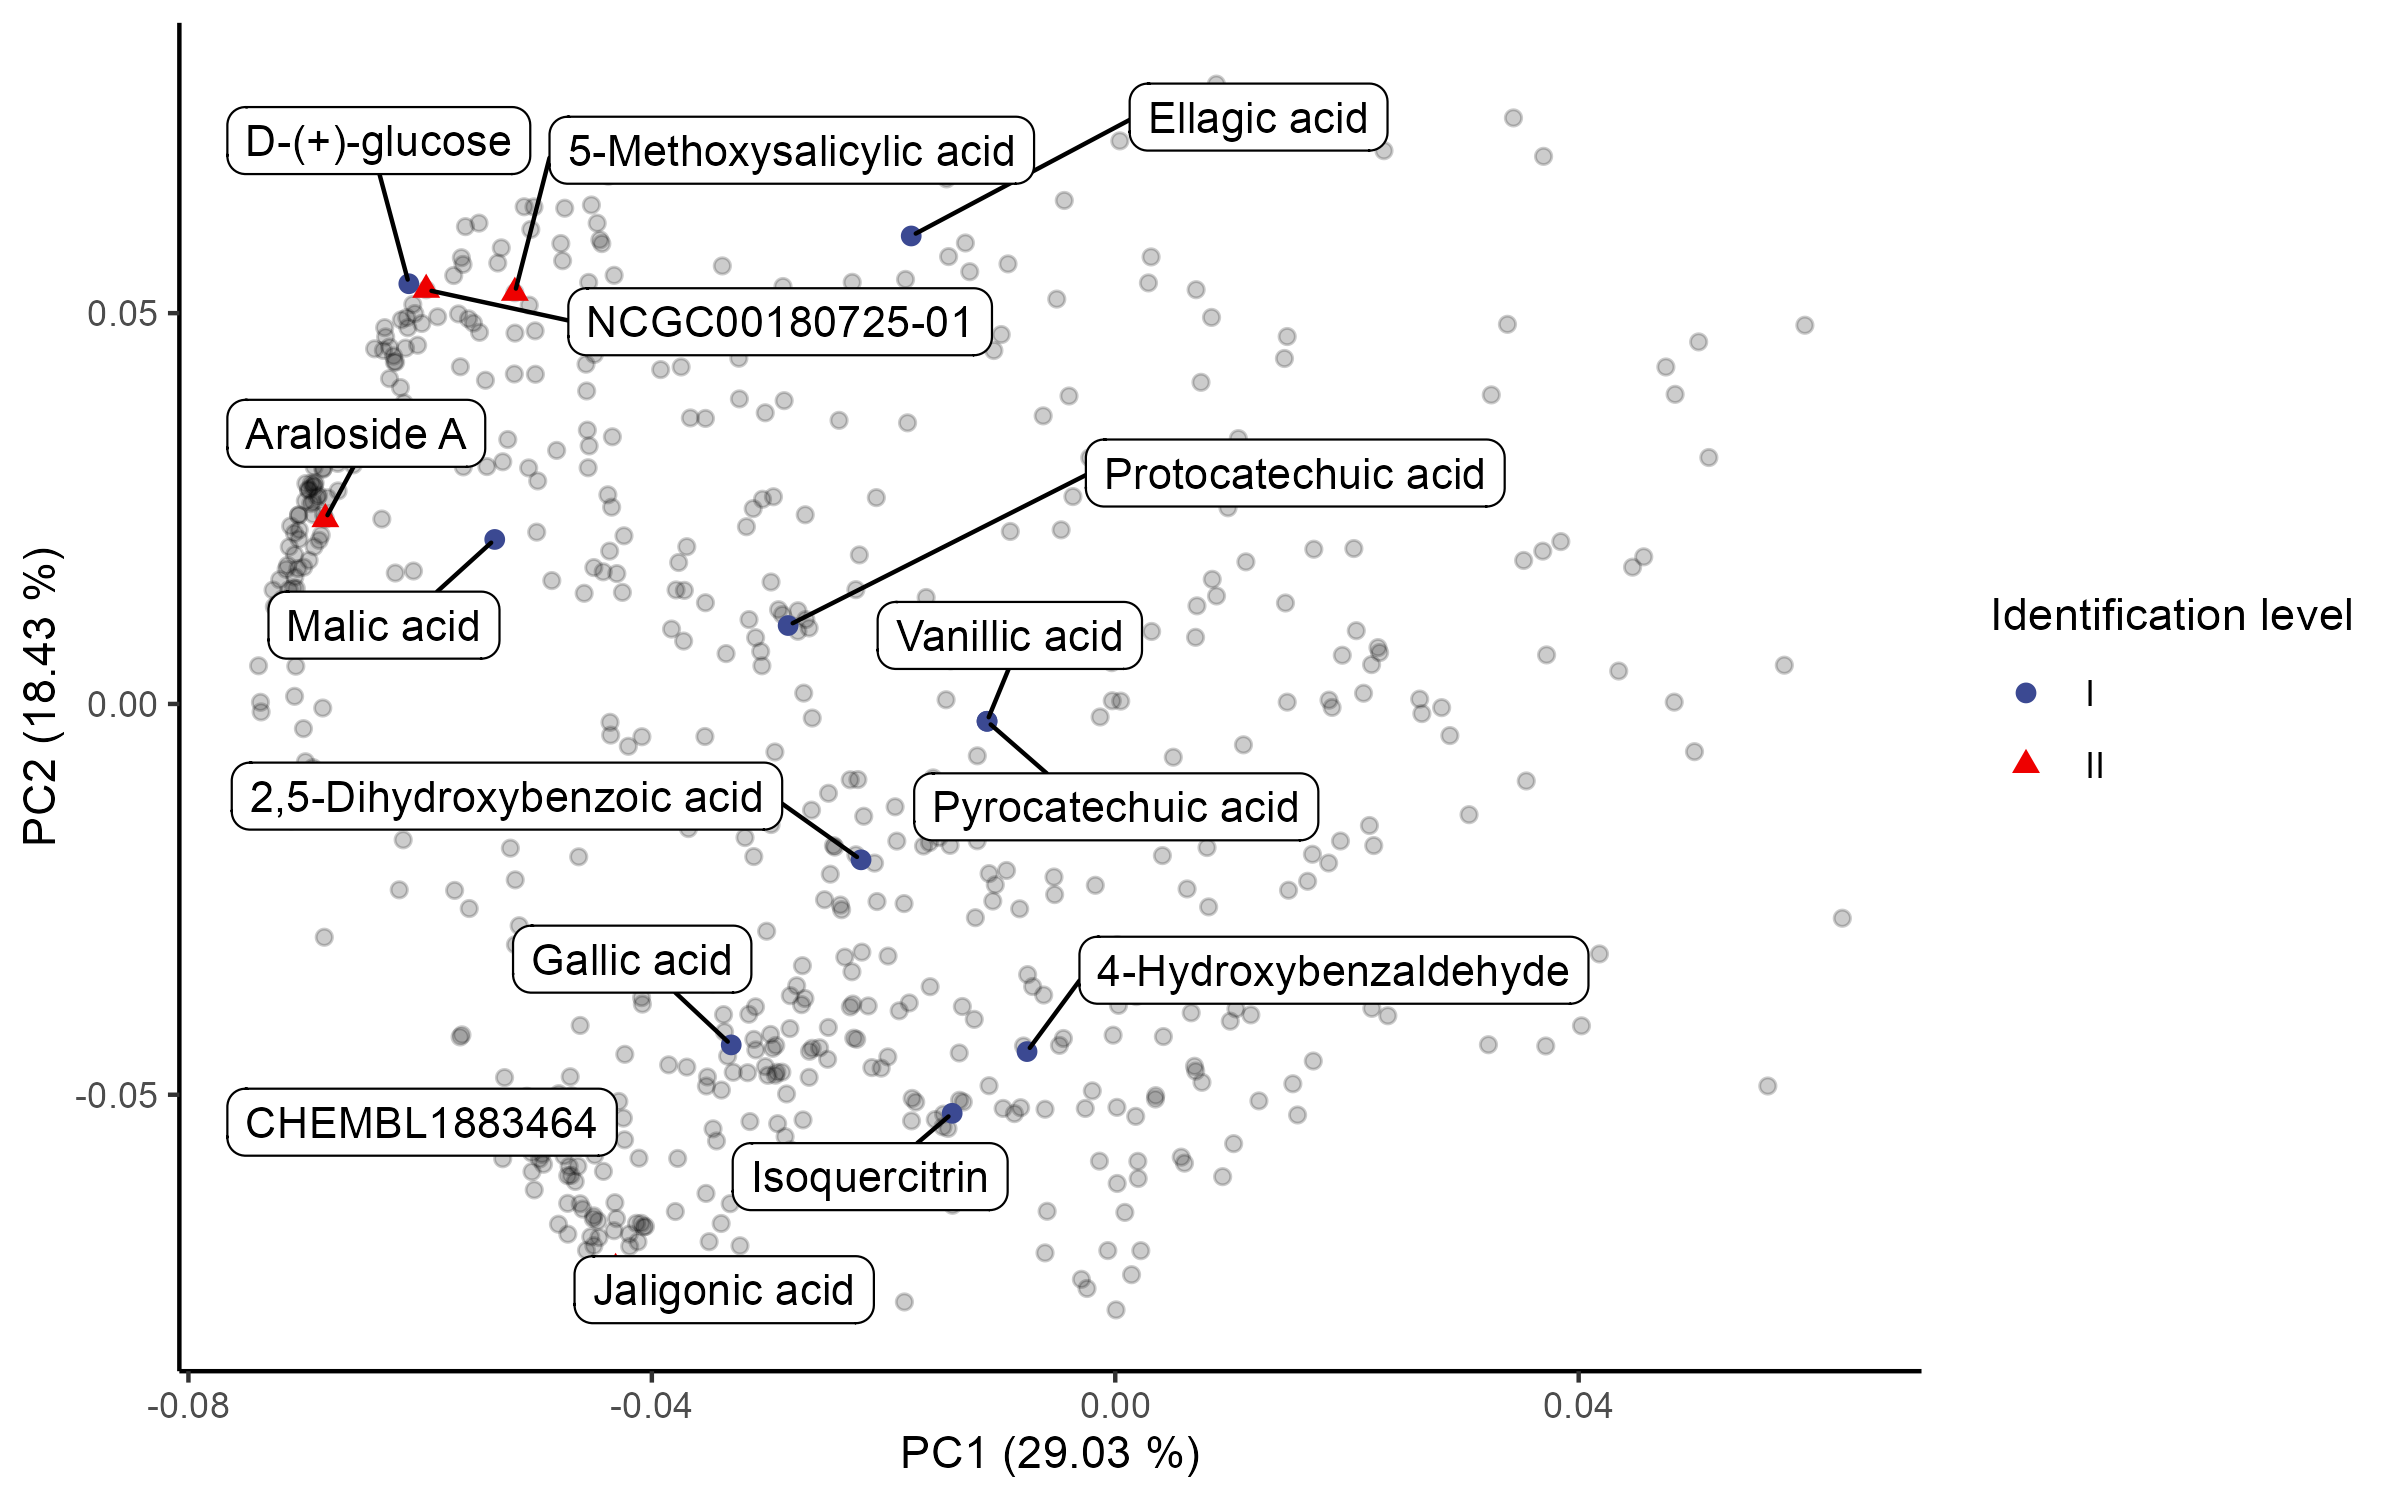 Ellagic acid
D-(+)-glucose
5-Methoxysalicylic acid
NCGC00180725-01
Araloside A
Protocatechuic acid
Malic acid
Vanillic acid
2,5-Dihydroxybenzoic acid
Pyrocatechuic acid
Gallic acid
4-Hydroxybenzaldehyde
CHEMBL1883464
Isoquercitrin
Jaligonic acid
0.05
0.00
-0.05
PC2 (18.43 %)
-0.08
-0.04
0.00
0.04
PC1 (29.03 %)
Identification level
I
II